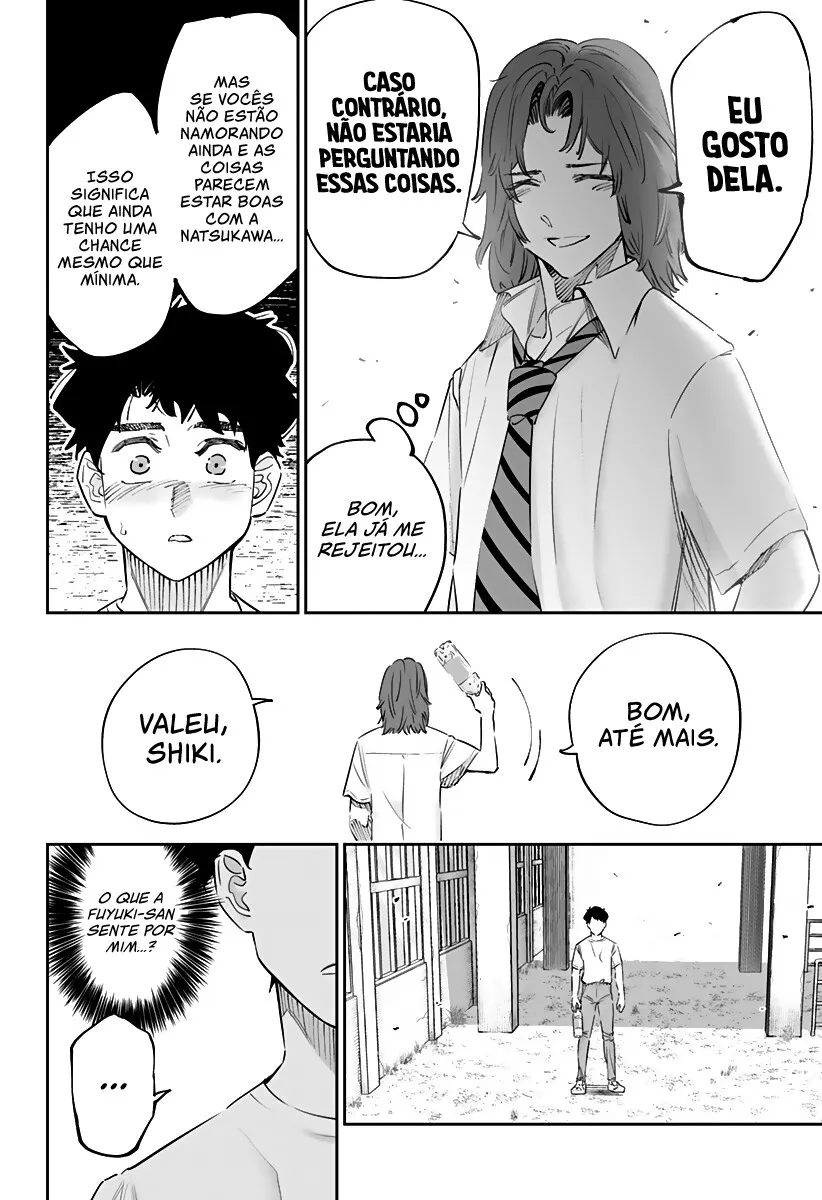 EU
GOSTO
DELA.
CASO
CONTRÁRIO,
NÃO ESTARIA
PERGUNTANDO
ESSAS COISAS.
BOM,
ELA JÁ ME
REJEITOU...
MAS
SE VOCÊS
NÃO ESTÃO
NAMORANDO
AINDA E AS
COISAS
PARECEM
ESTAR BOAS
COM A
NATSUKAWA...
ISSO
SIGNIFICA
QUE AINDA
TENHO UMA
CHANCE
MESMO QUE
MÍNIMA.
BOM,
ATÉ MAIS.
VALEU,
SHIKI.
O QUE A
FUYUKI-SAN
SENTE POR
MIM...?
...